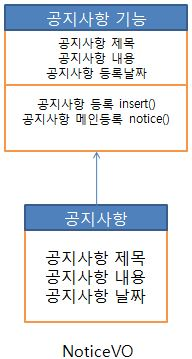 공지사항 기능
공지사항 제목
공지사항 내용
공지사항 등록날짜
공지사항 등록 insert()
공지사항 메인등록 notice()
공지사항
공지사항 제목
공지사항 내용
공지사항 날짜
NoticeVO